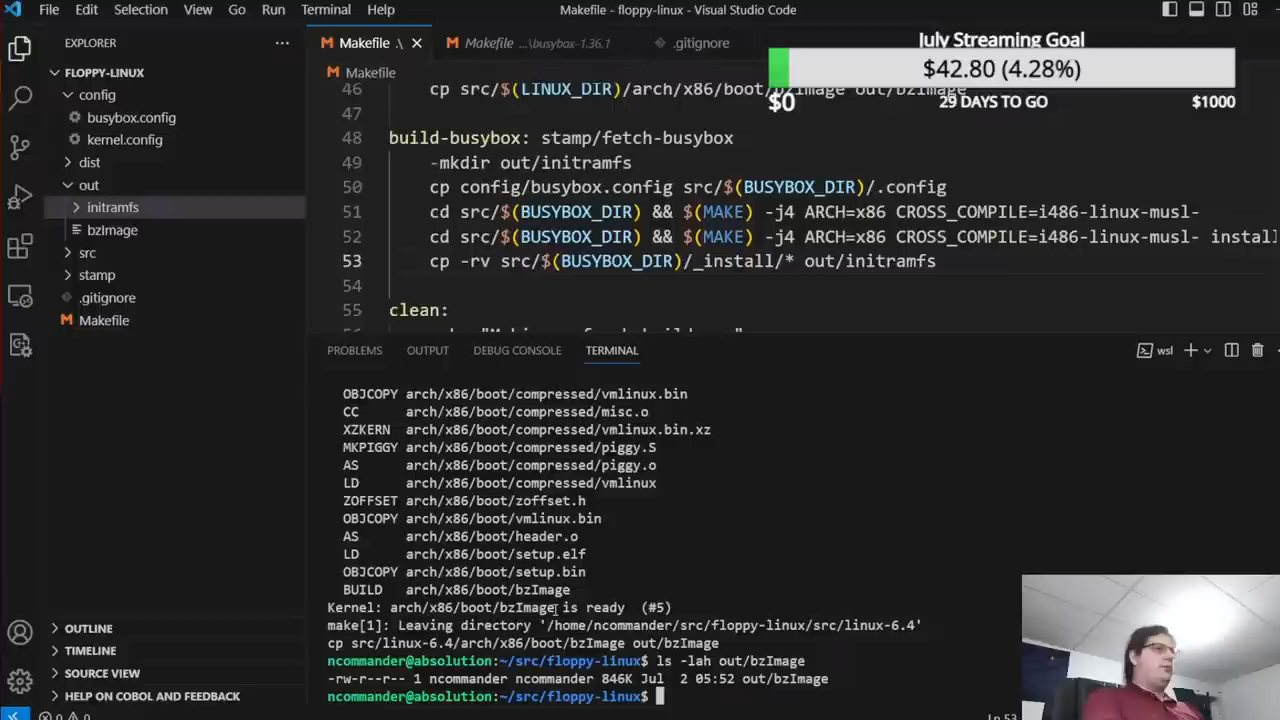 File Edit Selection View Go Run Terminal Help Makefile - floppy-linux - Visual Studio Code
EXPLORER
FLOPPY-LINUX
config
busybox.config
kernel.config
dist
out
initramfs
bzImage
src
stamp
.gitignore
Makefile
OUTLINE
TIMELINE
SOURCE VIEW
HELP ON COBOL AND FEATURE
Makefile .\ Makefile ...\busybox-1.36.1 .gitignore
Makefile
July Streaming Goal
$42.80 (4.28%)
$0 29 DAYS TO GO $1000
46 cp src/$(LINUX_DIR)/arch/x86/boot/bzImage out/bzImage
47
48 build-busybox: stamp/fetch-busybox
49 -mkdir out/initramfs
50 cp config/busybox.config src/$(BUSYBOX_DIR)/.config
51 cd src/$(BUSYBOX_DIR) && $(MAKE) -j4 ARCH=x86 CROSS_COMPILE=i486-linux-musl-
52 cd src/$(BUSYBOX_DIR) && $(MAKE) -j4 ARCH=x86 CROSS_COMPILE=i486-linux-musl- install
53 cp -rv src/$(BUSYBOX_DIR)/_install/* out/initramfs
54
55 clean:
PROBLEMS OUTPUT DEBUG CONSOLE TERMINAL wsl
OBJCOPY arch/x86/boot/compressed/vmlinux.bin
CC arch/x86/boot/compressed/misc.o
XZKERN arch/x86/boot/compressed/vmlinux.bin.xz
MKPIGGY arch/x86/boot/compressed/piggy.S
AS arch/x86/boot/compressed/piggy.o
LD arch/x86/boot/compressed/vmlinux
ZOFFSET arch/x86/boot/zoffset.h
OBJCOPY arch/x86/boot/vmlinux.bin
AS arch/x86/boot/header.o
LD arch/x86/boot/setup.elf
OBJCOPY arch/x86/boot/setup.bin
BUILD arch/x86/boot/bzImage
Kernel: arch/x86/boot/bzImage is ready (#5)
make[1]: Leaving directory '/home/ncommander/src/floppy-linux/src/linux-6.4'
cp src/linux-6.4/arch/x86/boot/bzImage out/bzImage
ncommander@absolution:~/src/floppy-linux$ ls -lah out/bzImage
-rw-r--r-- 1 ncommander ncommander 846K Jul 2 05:52 out/bzImage
ncommander@absolution:~/src/floppy-linux$